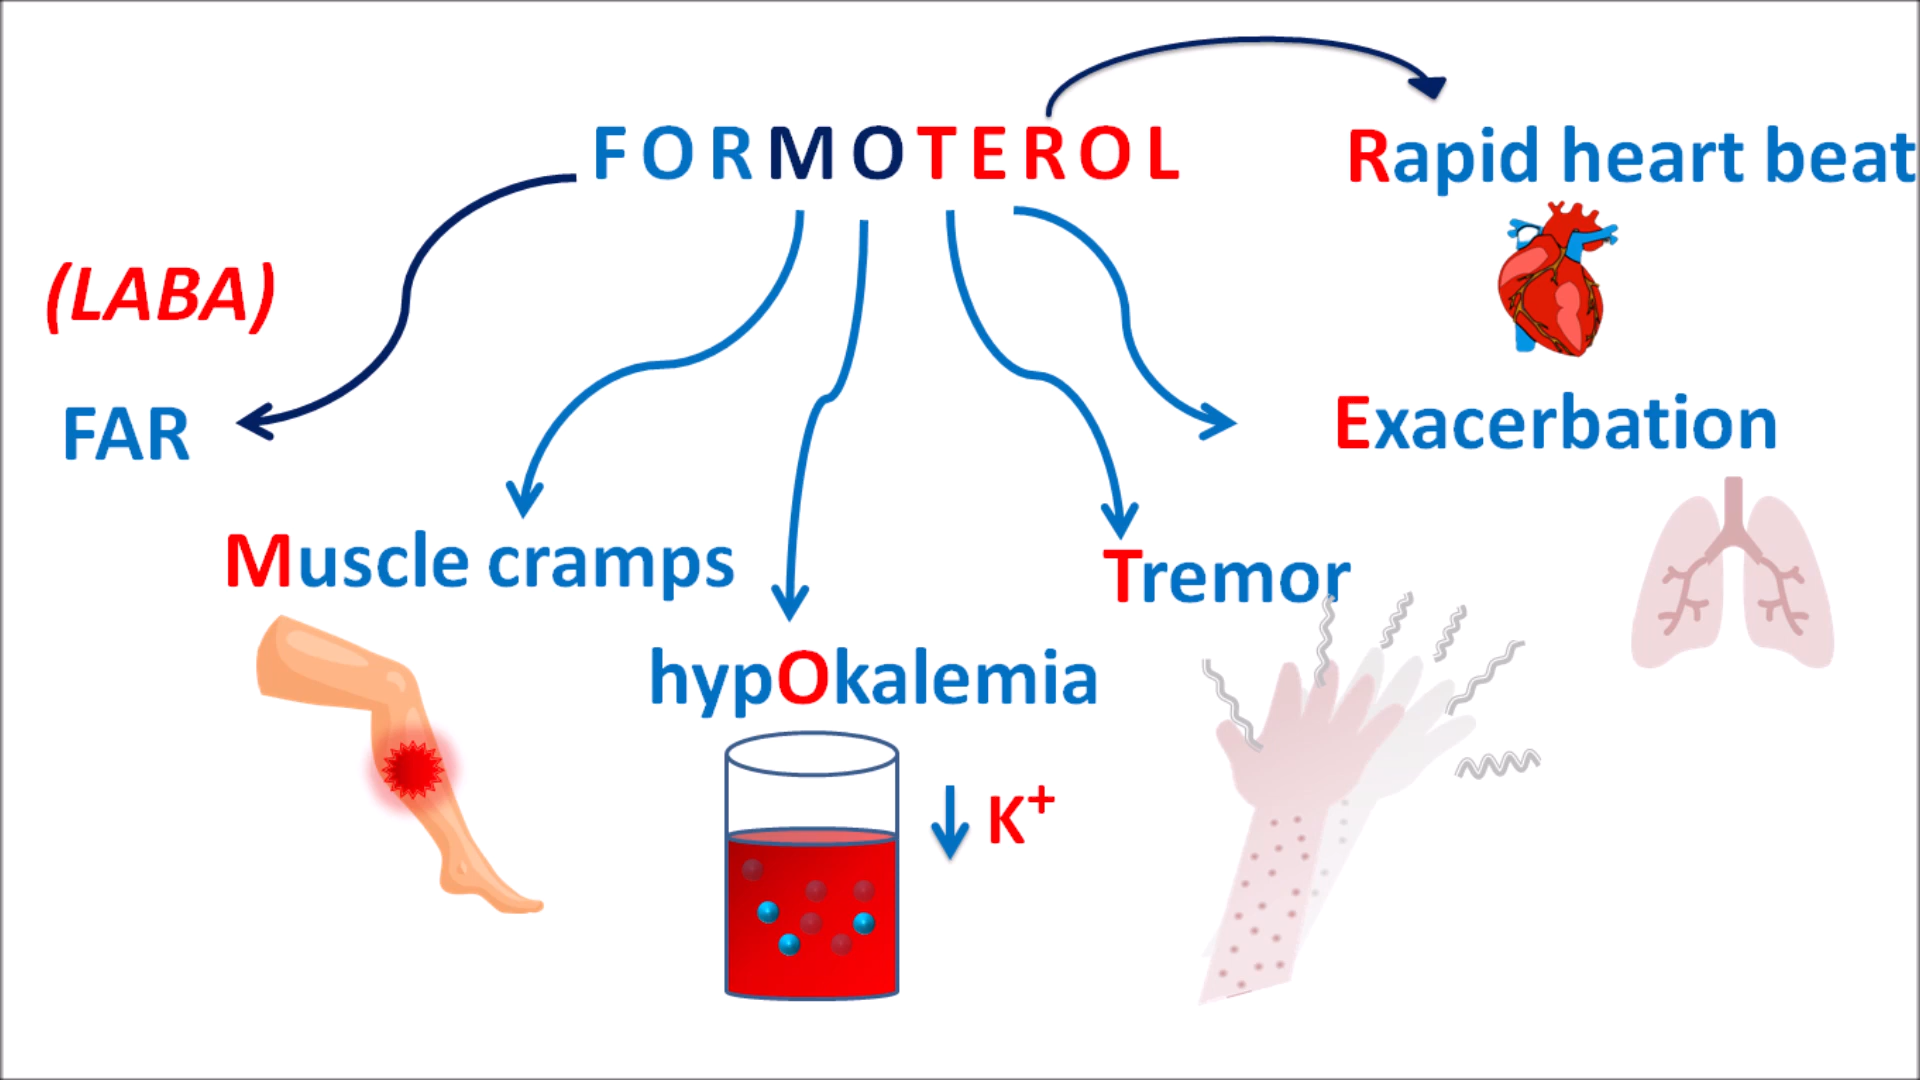 FORMOTEROL
Rapid heart beat
(LABA)
FAR
Exacerbation
Muscle cramps
Tremor
hypOkalemia
↓ K⁺